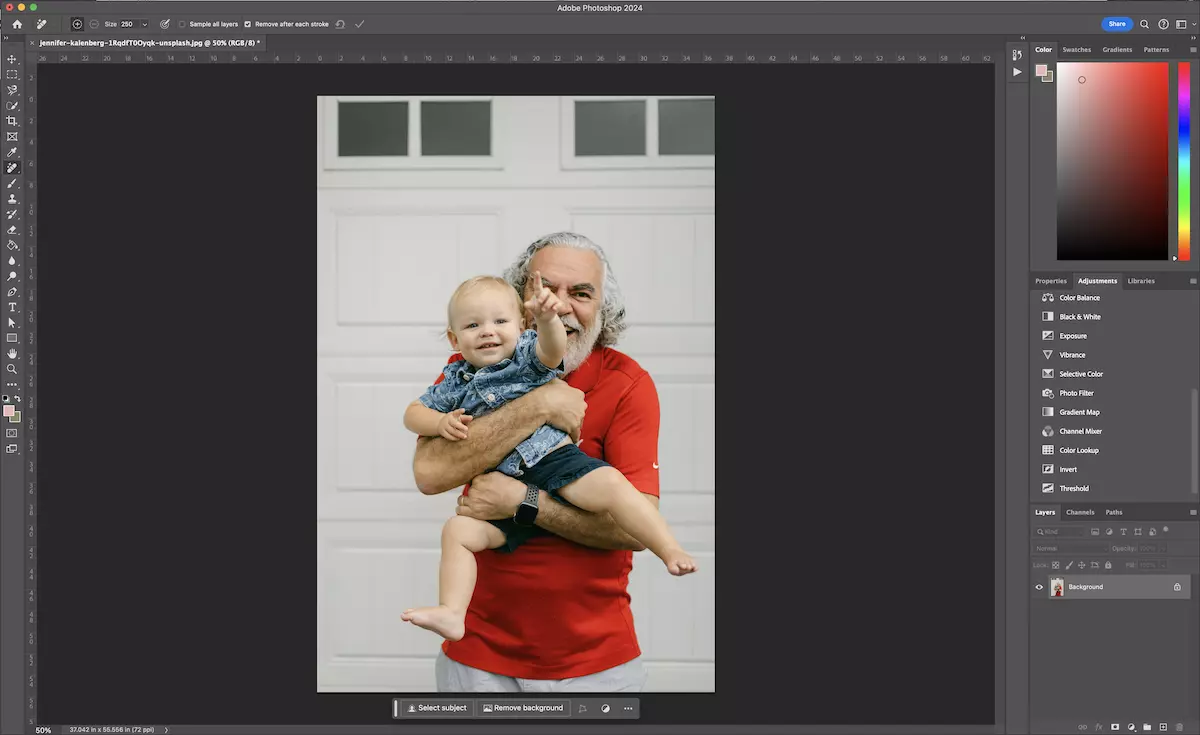 Adobe Photoshop 2024
Size 250
Sample all layers
Remove after each stroke
Share
jennifer-kalenberg-1RqdfT0Oyqk-unsplash.jpg @ 50% (RGB/8) *
Color Swatches Gradients Patterns
Properties Adjustments Libraries
Color Balance
Black & White
Exposure
Vibrance
Selective Color
Photo Filter
Gradient Map
Channel Mixer
Color Lookup
Invert
Threshold
Layers Channels Paths
Kind
Normal Opacity: 100%
Lock: Fill: 100%
Background
Select subject Remove background
50% 37.042 in x 55.556 in (72 ppi)